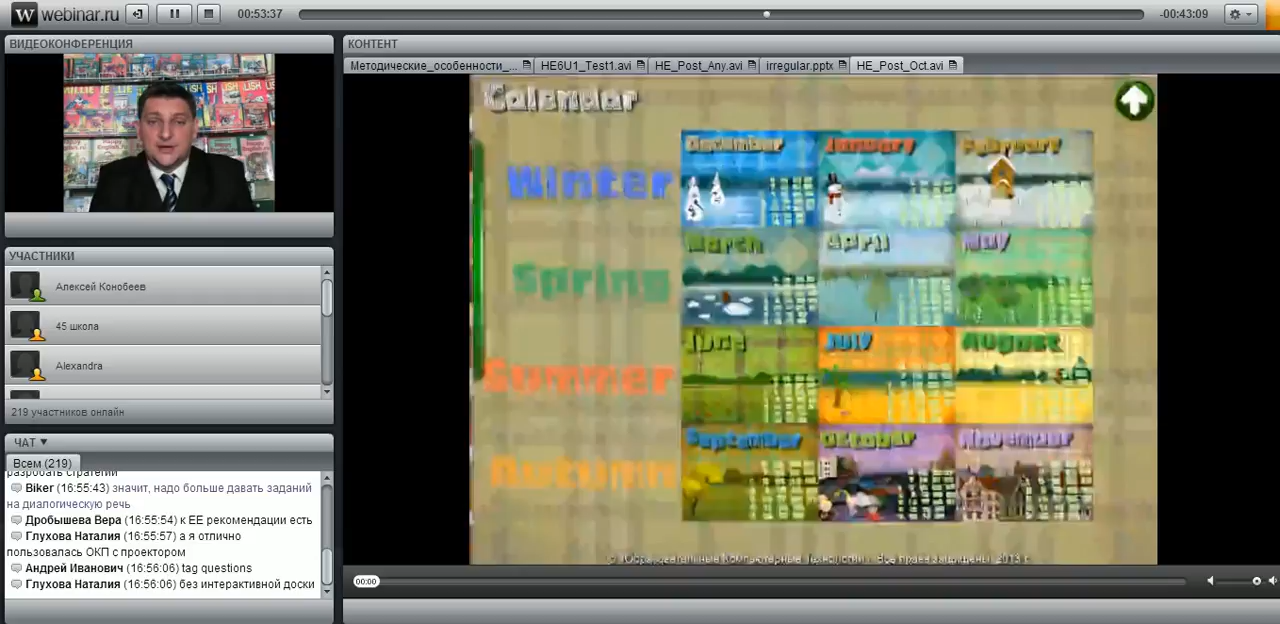 webinar.ru
00:53:37
-00:43:09
ВИДЕОКОНФЕРЕНЦИЯ
КОНТЕНТ
Методические_особенности_...
HE6U1_Test1.avi
HE_Post_Any.avi
irregular.pptx
HE_Post_Oct.avi
Calendar
Winter
December
January
February
Spring
March
April
May
Summer
June
July
August
Autumn
September
October
November
УЧАСТНИКИ
Алексей Конобеев
45 школа
Alexandra
219 участников онлайн
ЧАТ
Всем (219)
Biker (16:55:43) значит, надо больше давать заданий
на диалогическую речь
Дробышева Вера (16:55:54) к ЕЕ рекомендации есть
Глухова Наталия (16:55:57) а я отлично
пользовалась ОКП с проектором
Андрей Иванович (16:56:06) tag questions
Глухова Наталия (16:56:06) без интерактивной доски
00:00